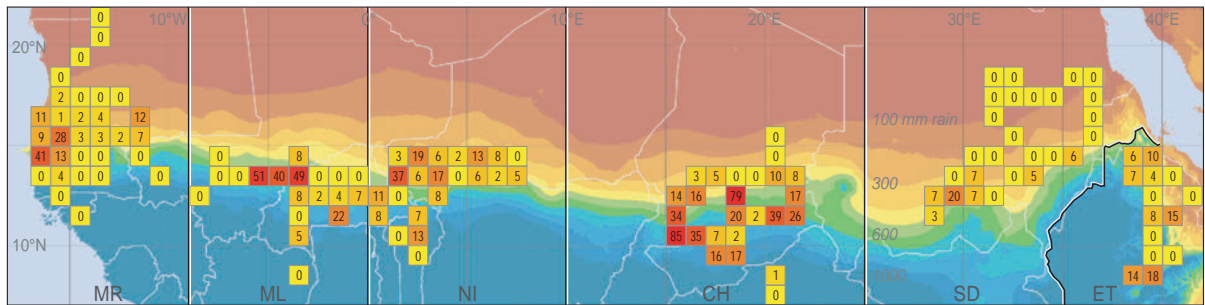 10°W 0° 10°E 20°E 30°E 40°E
0
0
20°N 0
0 0 0 0 0
2 0 0 0 0 0 0 0 0
11 1 2 4 12 100 mm rain 0
9 28 3 3 2 7 0 0 0
41 13 0 0 0 0 8 3 19 6 2 13 8 0 0 0 0 0 0 6 6 10
0 4 0 0 0 0 0 51 40 49 0 0 0 37 6 17 0 6 2 5 3 5 0 0 10 8 300 0 7 0 5 7 4 0
0 0 8 2 4 7 11 0 8 14 16 79 17 9 20 7 0 0 0
0 0 22 8 7 34 20 2 39 26 3 8 15
10°N 5 0 13 85 35 7 2 600 0 0
0 16 17 0 0
0 1 1000 14 18
MR ML NI CH 0 SD ET